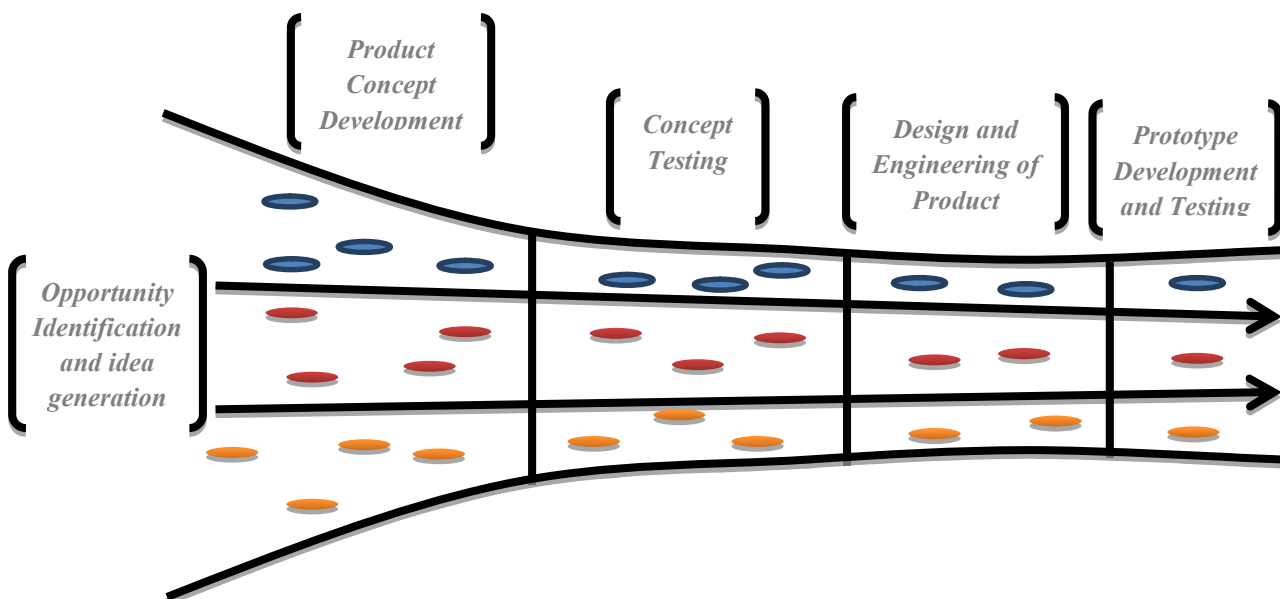 Product
Concept
Development
Concept
Testing
Design and
Engineering of
Product
Prototype
Development
and Testing
Opportunity
Identification
and idea
generation